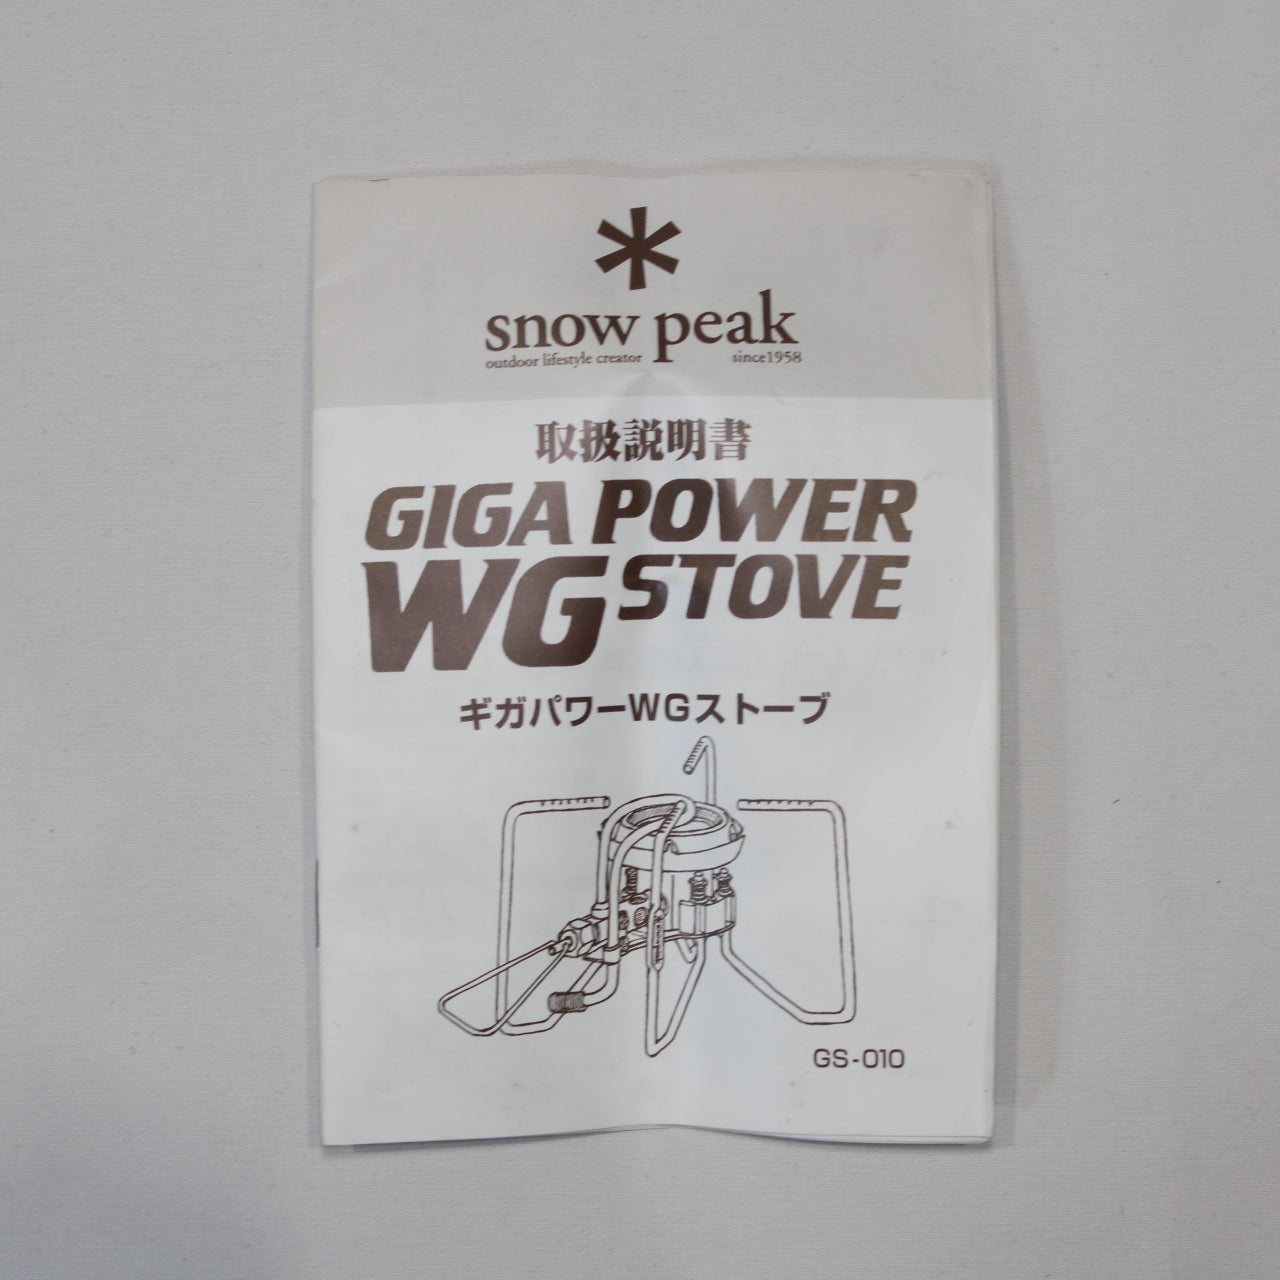 snow peak
outdoor lifestyle creator since1958
取扱説明書
GIGA POWER
WG STOVE
ギガパワーWGストーブ
GS-010